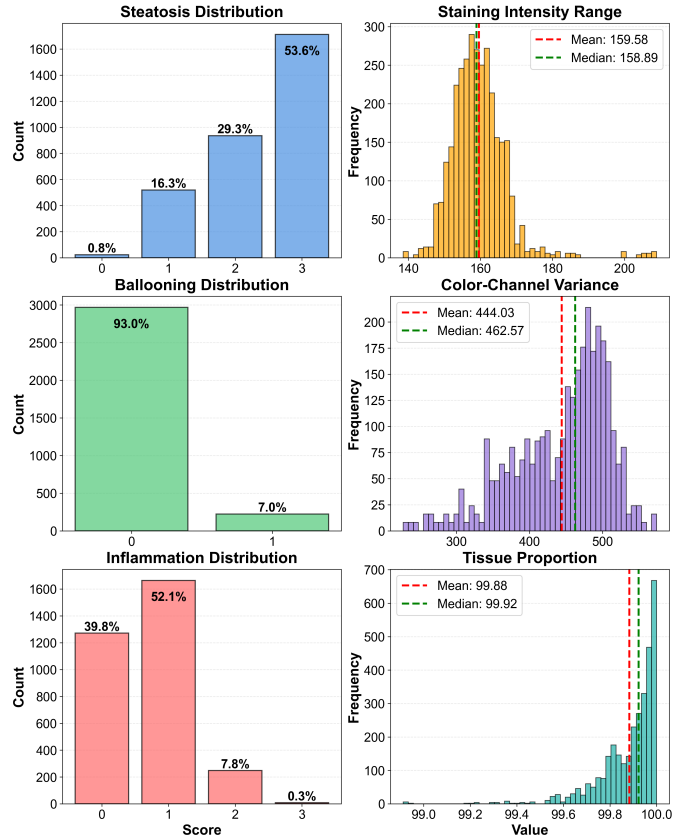 Steatosis Distribution
Count
0
200
400
600
800
1000
1200
1400
1600
0.8%
16.3%
29.3%
53.6%
0 1 2 3
Staining Intensity Range
Frequency
0
50
100
150
200
250
300
Mean: 159.58
Median: 158.89
140 160 180 200
Ballooning Distribution
Count
0
500
1000
1500
2000
2500
3000
93.0%
7.0%
0 1
Color-Channel Variance
Frequency
0
25
50
75
100
125
150
175
200
Mean: 444.03
Median: 462.57
300 400 500
Inflammation Distribution
Count
0
200
400
600
800
1000
1200
1400
1600
39.8%
52.1%
7.8%
0.3%
0 1 2 3
Score
Tissue Proportion
Frequency
0
100
200
300
400
500
600
700
Mean: 99.88
Median: 99.92
99.0 99.2 99.4 99.6 99.8 100.0
Value